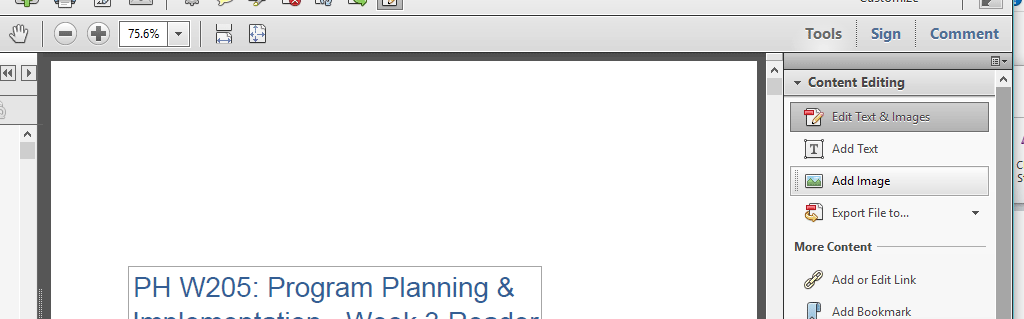 Customize
75.6%
Tools
Sign
Comment
Content Editing
Edit Text & Images
Add Text
Add Image
Export File to...
More Content
Add or Edit Link
Add Bookmark
PH W205: Program Planning &
Implementation - Week 3 Reader